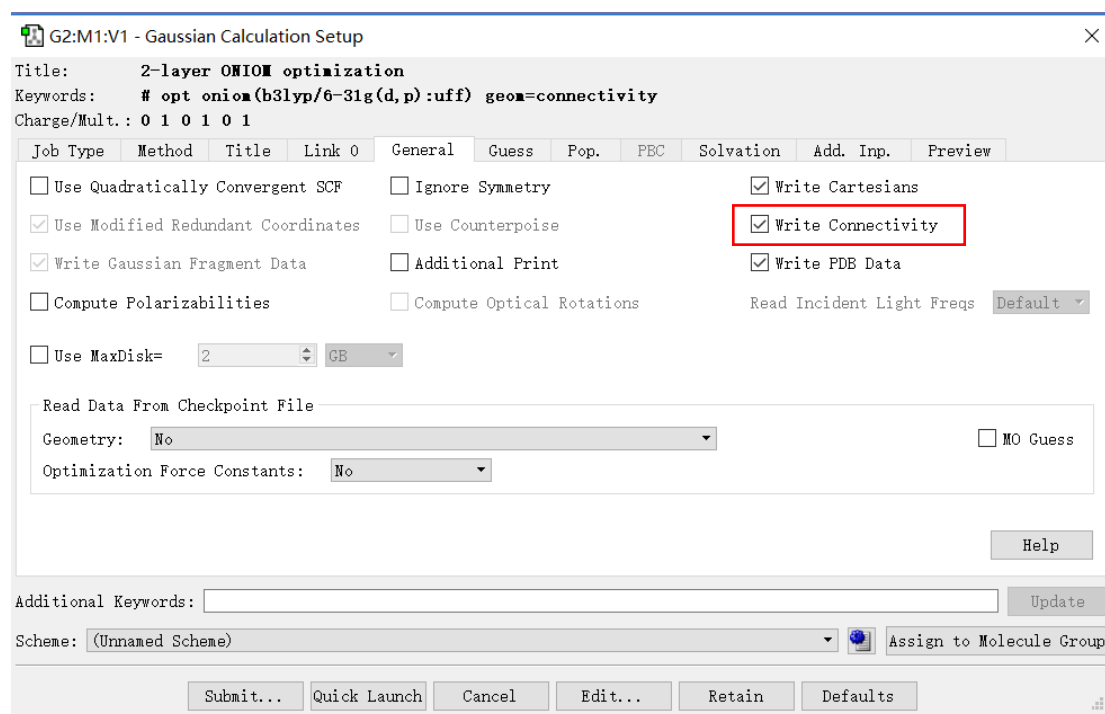 G2:M1:V1 - Gaussian Calculation Setup
Title: 2-layer ONIOM optimization
Keywords: # opt oniom(b3lyp/6-31g(d,p):uff) geom=connectivity
Charge/Mult.: 0 1 0 1 0 1
Job Type Method Title Link 0 General Guess Pop. PBC Solvation Add. Inp. Preview
Use Quadratically Convergent SCF Ignore Symmetry Write Cartesians
Use Modified Redundant Coordinates Use Counterpoise Write Connectivity
Write Gaussian Fragment Data Additional Print Write PDB Data
Compute Polarizabilities Compute Optical Rotations Read Incident Light Freqs Default
Use MaxDisk= 2 GB
Read Data From Checkpoint File
Geometry: No MO Guess
Optimization Force Constants: No
Help
Additional Keywords: Update
Scheme: (Unnamed Scheme) Assign to Molecule Group
Submit... Quick Launch Cancel Edit... Retain Defaults